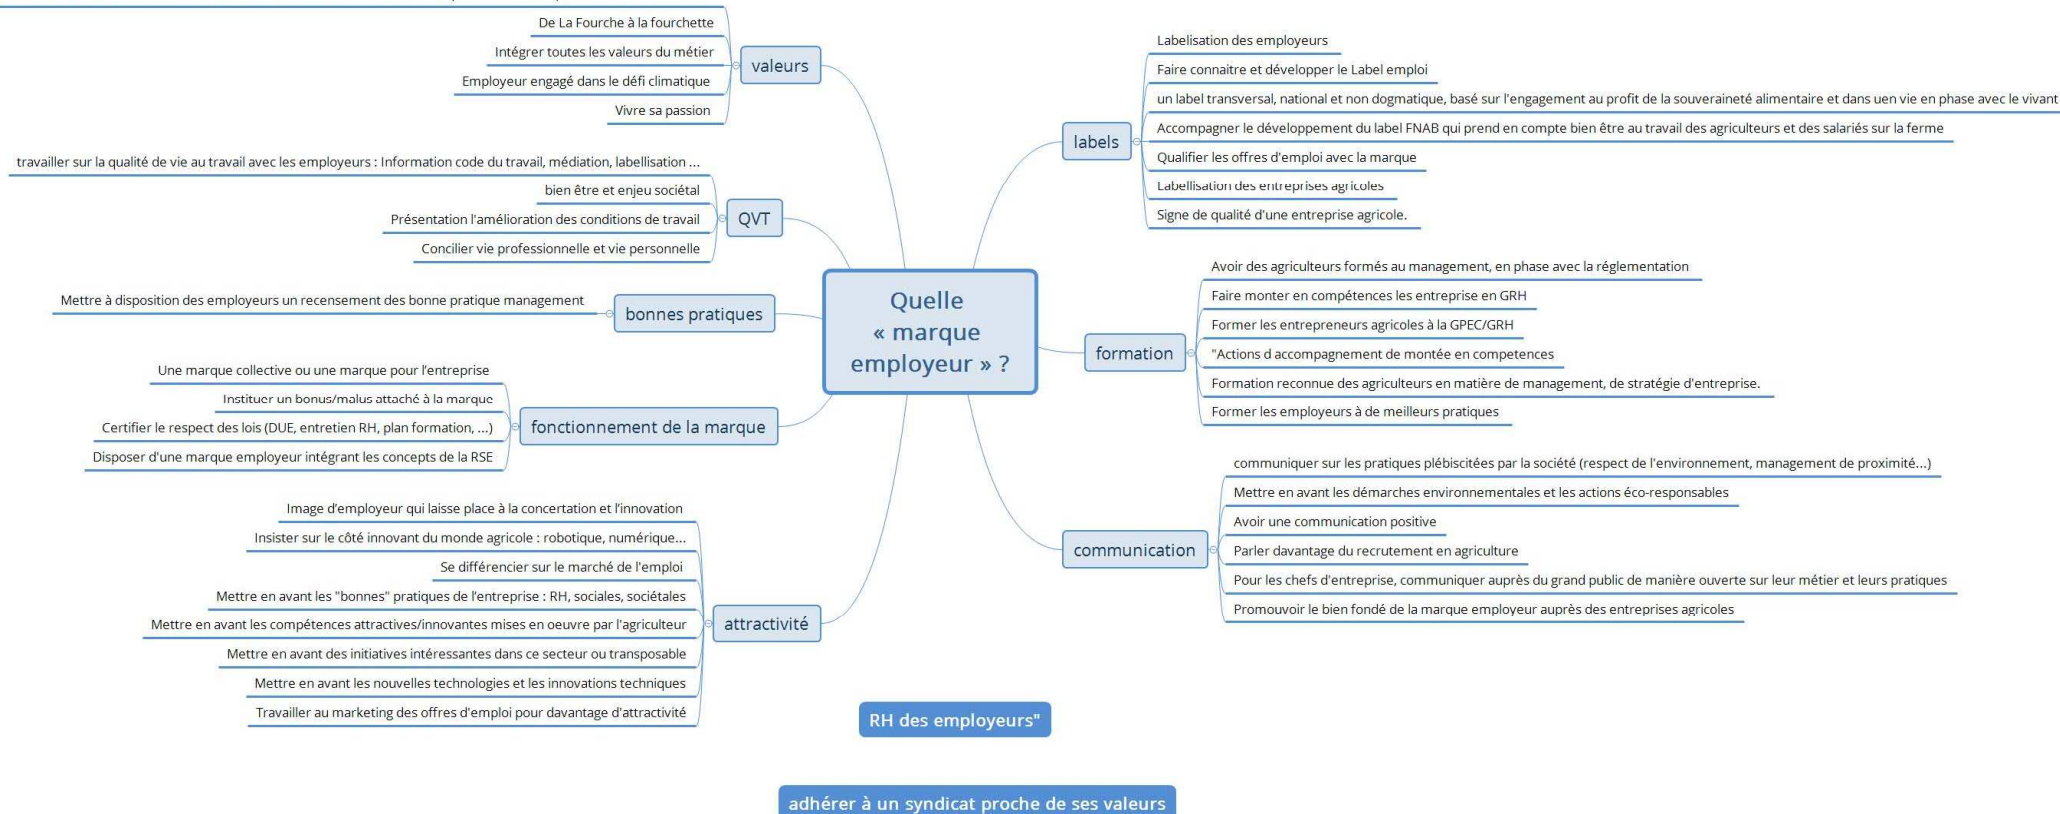 De La Fourche à la fourchette
Intégrer toutes les valeurs du métier
Employeur engagé dans le défi climatique
Vivre sa passion
valeurs
travailler sur la qualité de vie au travail avec les employeurs : Information code du travail, médiation, labellisation ...
bien être et enjeu sociétal
Présentation l'amélioration des conditions de travail
Concilier vie professionnelle et vie personnelle
QVT
Mettre à disposition des employeurs un recensement des bonne pratique management
bonnes pratiques
Une marque collective ou une marque pour l’entreprise
Instituer un bonus/malus attaché à la marque
Certifier le respect des lois (DUE, entretien RH, plan formation, ...)
Disposer d'une marque employeur intégrant les concepts de la RSE
fonctionnement de la marque
Image d’employeur qui laisse place à la concertation et l’innovation
Insister sur le côté innovant du monde agricole : robotique, numérique...
Se différencier sur le marché de l'emploi
Mettre en avant les "bonnes" pratiques de l’entreprise : RH, sociales, sociétales
Mettre en avant les compétences attractives/innovantes mises en oeuvre par l'agriculteur
Mettre en avant des initiatives intéressantes dans ce secteur ou transposable
Mettre en avant les nouvelles technologies et les innovations techniques
Travailler au marketing des offres d'emploi pour davantage d'attractivité
attractivité
Quelle
« marque
employeur » ?
labels
Labelisation des employeurs
Faire connaitre et développer le Label emploi
un label transversal, national et non dogmatique, basé sur l'engagement au profit de la souveraineté alimentaire et dans uen vie en phase avec le vivant
Accompagner le développement du label FNAB qui prend en compte bien être au travail des agriculteurs et des salariés sur la ferme
Qualifier les offres d'emploi avec la marque
Labellisation des entreprises agricoles
Signe de qualité d'une entreprise agricole.
formation
Avoir des agriculteurs formés au management, en phase avec la réglementation
Faire monter en compétences les entreprise en GRH
Former les entrepreneurs agricoles à la GPEC/GRH
"Actions d accompagnement de montée en competences
Formation reconnue des agriculteurs en matière de management, de stratégie d'entreprise.
Former les employeurs à de meilleurs pratiques
communication
communiquer sur les pratiques plébiscitées par la société (respect de l'environnement, management de proximité...)
Mettre en avant les démarches environnementales et les actions éco-responsables
Avoir une communication positive
Parler davantage du recrutement en agriculture
Pour les chefs d'entreprise, communiquer auprès du grand public de manière ouverte sur leur métier et leurs pratiques
Promouvoir le bien fondé de la marque employeur auprès des entreprises agricoles
RH des employeurs"
adhérer à un syndicat proche de ses valeurs